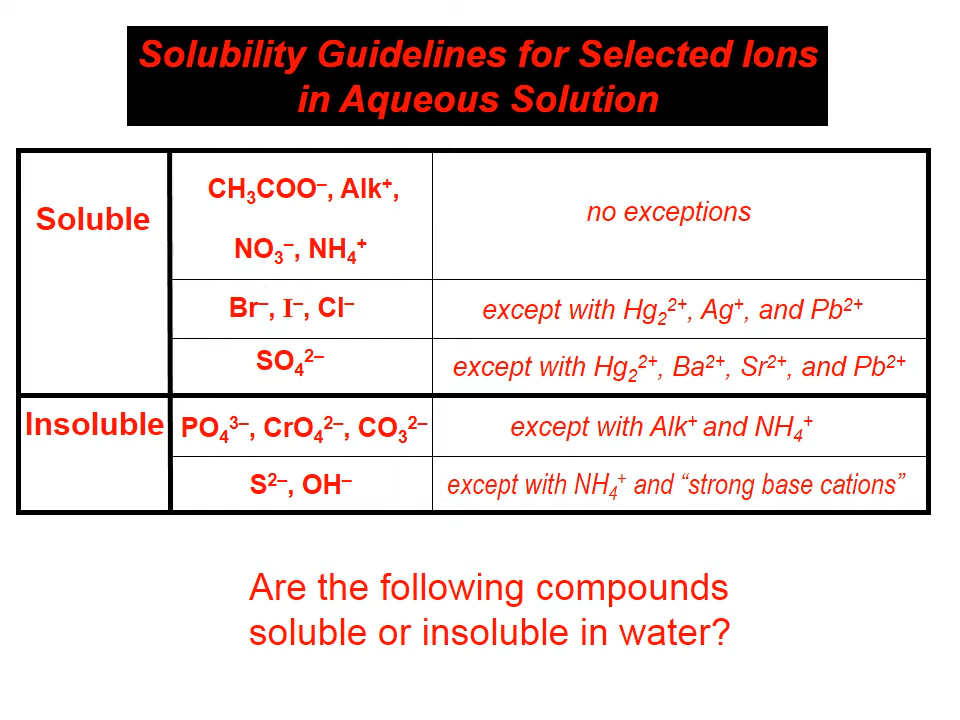 Solubility Guidelines for Selected Ions
in Aqueous Solution
Soluble
CH₃COO⁻, Alk⁺,
NO₃⁻, NH₄⁺
no exceptions
Br⁻, I⁻, Cl⁻
except with Hg₂²⁺, Ag⁺, and Pb²⁺
SO₄²⁻
except with Hg₂²⁺, Ba²⁺, Sr²⁺, and Pb²⁺
Insoluble
PO₄³⁻, CrO₄²⁻, CO₃²⁻
except with Alk⁺ and NH₄⁺
S²⁻, OH⁻
except with NH₄⁺ and “strong base cations”
Are the following compounds
soluble or insoluble in water?